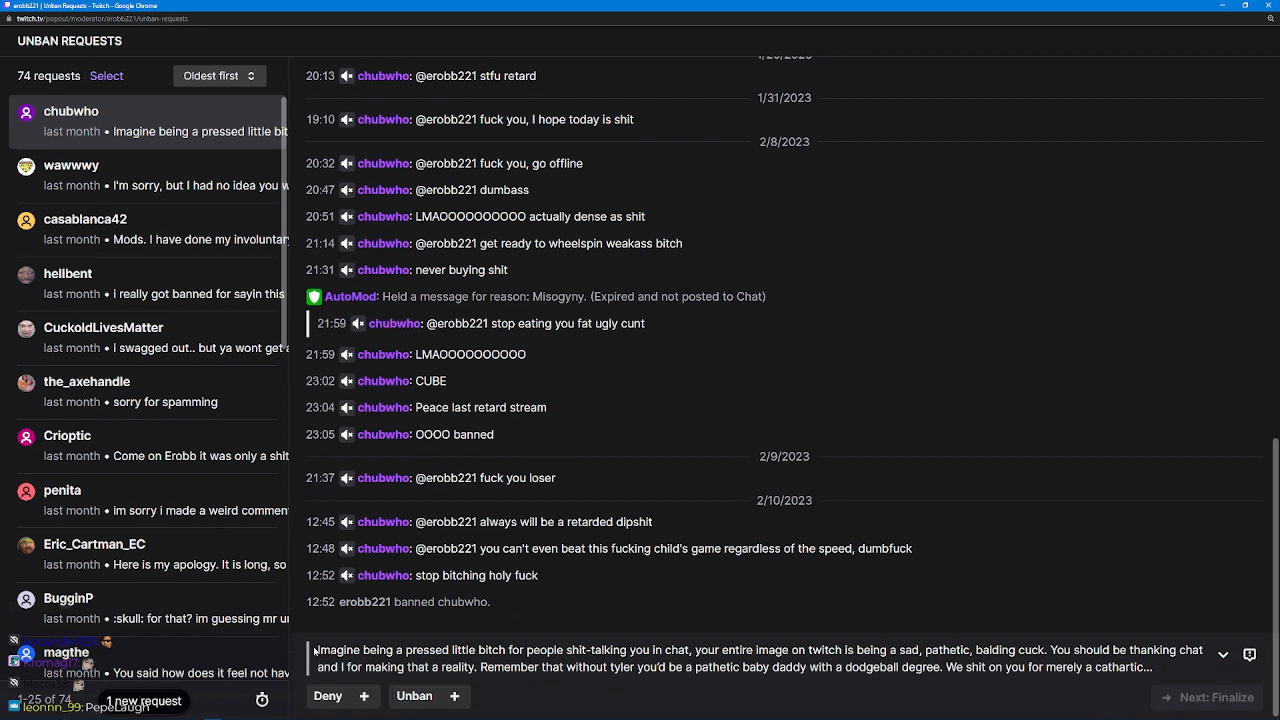 erobb221 | Unban Requests - Twitch - Google Chrome
twitch.tv/popout/moderator/erobb221/unban-requests
UNBAN REQUESTS
74 requests Select Oldest first
chubwho
last month • Imagine being a pressed little bit
wawwwy
last month • I'm sorry, but I had no idea you w
casablanca42
last month • Mods. I have done my involuntar
hellbent
last month • i really got banned for sayin this
CuckoldLivesMatter
last month • I swagged out.. but ya wont get a
the_axehandle
last month • sorry for spamming
Crioptic
last month • Come on Erobb it was only a shit
penita
last month • im sorry i made a weird commen
Eric_Cartman_EC
last month • Here is my apology. It is long, so
BugginP
last month • :skull: for that? im guessing mr ur
magthe
Kromag17:
last month • You said how does it feel not hav
1-25 of 74
1 new request
leonnn_99: PepeLaugh
20:13 chubwho: @erobb221 stfu retard
1/31/2023
19:10 chubwho: @erobb221 fuck you, I hope today is shit
2/8/2023
20:32 chubwho: @erobb221 fuck you, go offline
20:47 chubwho: @erobb221 dumbass
20:51 chubwho: LMAOOOOOOOOOO actually dense as shit
21:14 chubwho: @erobb221 get ready to wheelspin weakass bitch
21:31 chubwho: never buying shit
AutoMod: Held a message for reason: Misogyny. (Expired and not posted to Chat)
21:59 chubwho: @erobb221 stop eating you fat ugly cunt
21:59 chubwho: LMAOOOOOOOOOO
23:02 chubwho: CUBE
23:04 chubwho: Peace last retard stream
23:05 chubwho: OOOO banned
2/9/2023
21:37 chubwho: @erobb221 fuck you loser
2/10/2023
12:45 chubwho: @erobb221 always will be a retarded dipshit
12:48 chubwho: @erobb221 you can't even beat this fucking child's game regardless of the speed, dumbfuck
12:52 chubwho: stop bitching holy fuck
12:52 erobb221 banned chubwho.
Imagine being a pressed little bitch for people shit-talking you in chat, your entire image on twitch is being a sad, pathetic, balding cuck. You should be thanking chat
and I for making that a reality. Remember that without tyler you'd be a pathetic baby daddy with a dodgeball degree. We shit on you for merely a cathartic...
Deny + Unban + Next: Finalize